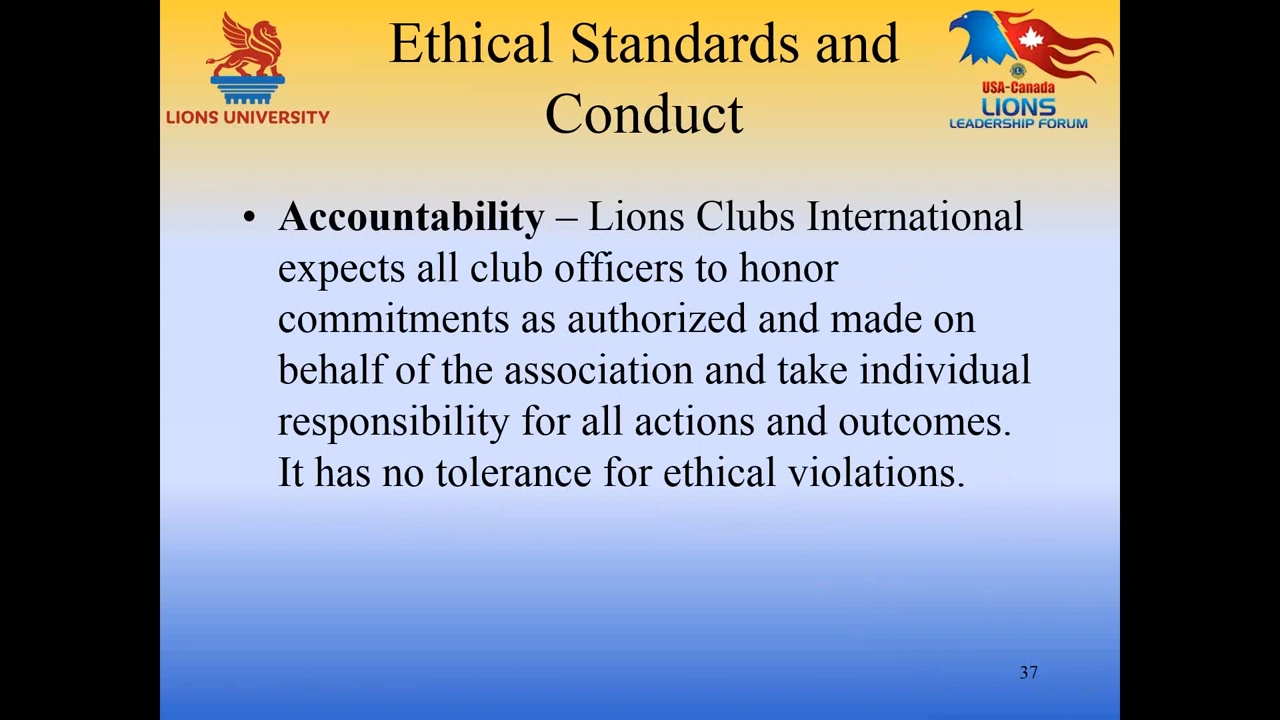 Ethical Standards and
Conduct
LIONS UNIVERSITY
USA-Canada
LIONS
LEADERSHIP FORUM
• Accountability – Lions Clubs International
expects all club officers to honor
commitments as authorized and made on
behalf of the association and take individual
responsibility for all actions and outcomes.
It has no tolerance for ethical violations.
37